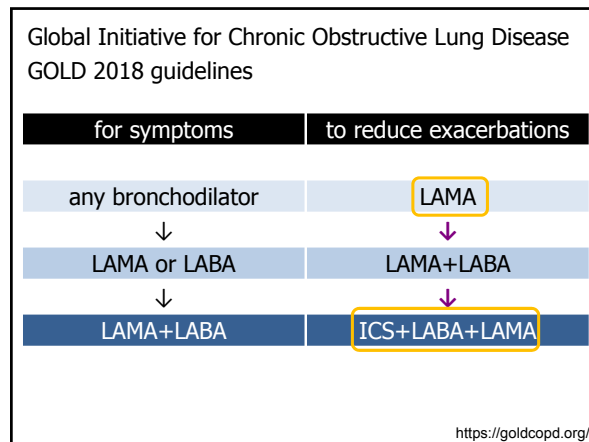 Global Initiative for Chronic Obstructive Lung Disease
GOLD 2018 guidelines
for symptoms to reduce exacerbations
any bronchodilator LAMA
↓ ↓
LAMA or LABA LAMA+LABA
↓ ↓
LAMA+LABA ICS+LABA+LAMA
https://goldcopd.org/